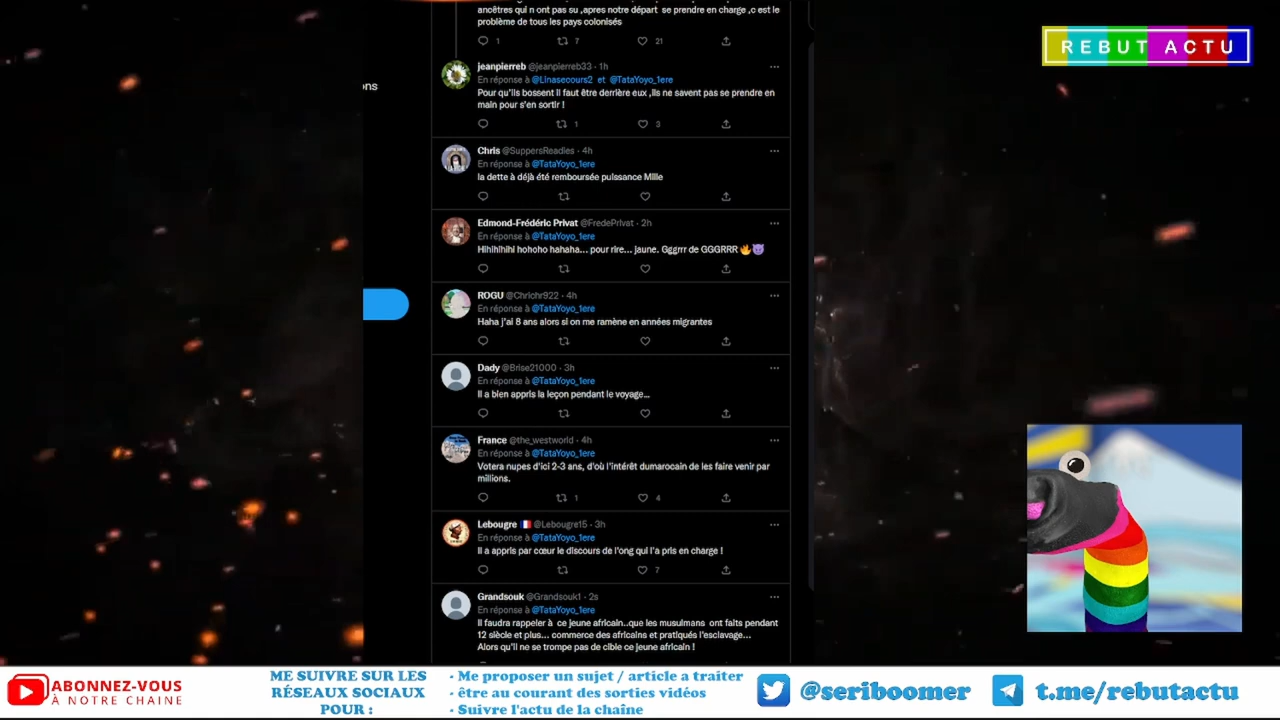 ancêtres qui n ont pas su ,apres notre départ se prendre en charge ,c est le
problème de tous les pays colonisés
1 7 21
REBUT ACTU
ons
jeanpierreb @jeanpierreb33 · 1h
En réponse à @Linaseoours2 et @TataYoyo_1ere
Pour qu'ils bossent il faut être derrière eux ,ils ne savent pas se prendre en
main pour s'en sortir !
1 3
Chris @SuppersReadies · 4h
En réponse à @TataYoyo_1ere
la dette à déjà été remboursée puissance Mille
Edmond-Frédéric Privat @FredePrivat · 2h
En réponse à @TataYoyo_1ere
Hihihihihi hohoho hahaha... pour rire... jaune. Gggrrr de GGGRRR 🔥😈
ROGU @Chrichr922 · 4h
En réponse à @TataYoyo_1ere
Haha j'ai 8 ans alors si on me ramène en années migrantes
Dady @Brise21000 · 3h
En réponse à @TataYoyo_1ere
Il a bien appris la leçon pendant le voyage...
France @the_westworld · 4h
En réponse à @TataYoyo_1ere
Votera nupes d'ici 2-3 ans, d'où l'intérêt dumarocain de les faire venir par
millions.
1 4
Lebougre 🇫🇷 @Lebougre15 · 3h
En réponse à @TataYoyo_1ere
Il a appris par cœur le discours de l'ong qui l'a pris en charge !
7
Grandsouk @Grandsouk1 · 2s
En réponse à @TataYoyo_1ere
Il faudra rappeler à ce jeune africain..que les musulmans ont faits pendant
12 siècle et plus... commerce des africains et pratiqués l'esclavage...
Alors qu'il ne se trompe pas de cible ce jeune africain !
ABONNEZ-VOUS
À NOTRE CHAINE
ME SUIVRE SUR LES
RÉSEAUX SOCIAUX
POUR :
- Me proposer un sujet / article a traiter
- être au courant des sorties vidéos
- Suivre l'actu de la chaîne
@seriboomer
t.me/rebutactu